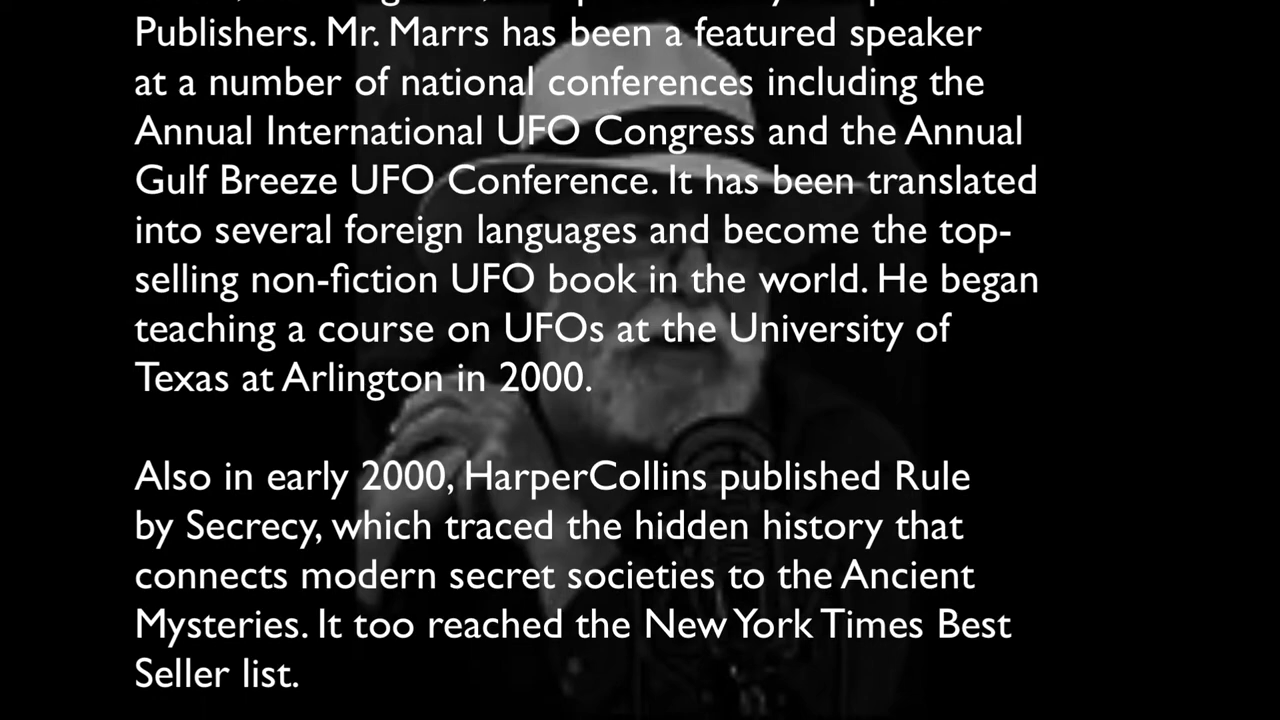 Publishers. Mr. Marrs has been a featured speaker
at a number of national conferences including the
Annual International UFO Congress and the Annual
Gulf Breeze UFO Conference. It has been translated
into several foreign languages and become the top-
selling non-fiction UFO book in the world. He began
teaching a course on UFOs at the University of
Texas at Arlington in 2000.
Also in early 2000, HarperCollins published Rule
by Secrecy, which traced the hidden history that
connects modern secret societies to the Ancient
Mysteries. It too reached the New York Times Best
Seller list.